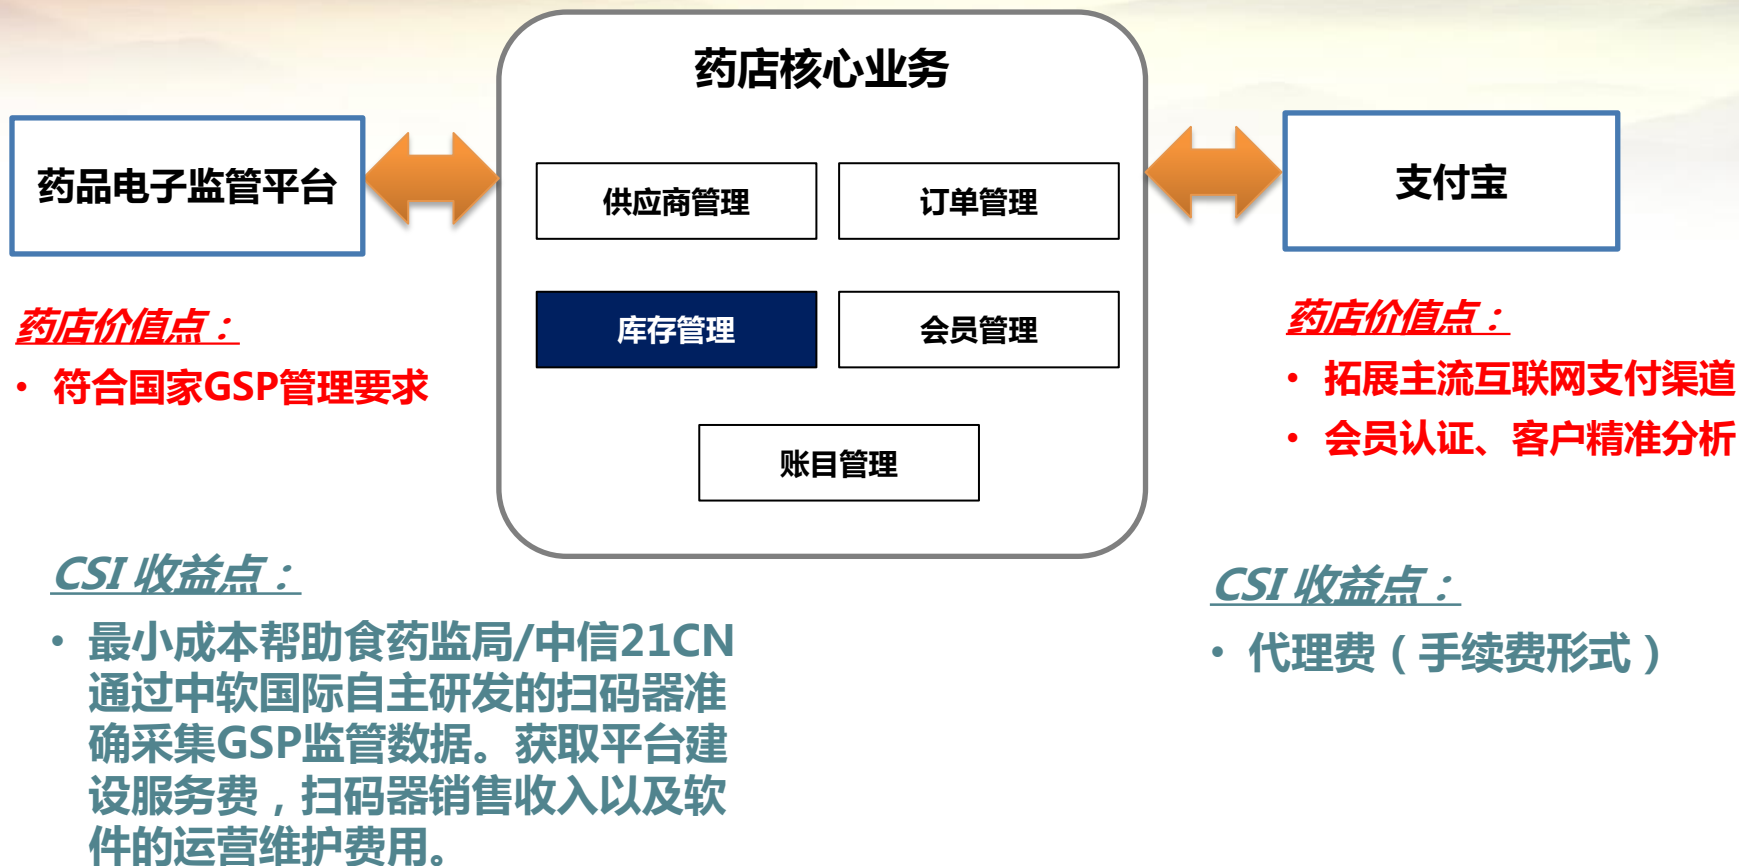 药店核心业务
药品电子监管平台
供应商管理
订单管理
支付宝
库存管理
会员管理
账目管理
药店价值点：
• 符合国家GSP管理要求
药店价值点：
• 拓展主流互联网支付渠道
• 会员认证、客户精准分析
CSI 收益点：
• 最小成本帮助食药监局/中信21CN
通过中软国际自主研发的扫码器准
确采集GSP监管数据。获取平台建
设服务费，扫码器销售收入以及软
件的运营维护费用。
CSI 收益点：
• 代理费（手续费形式）